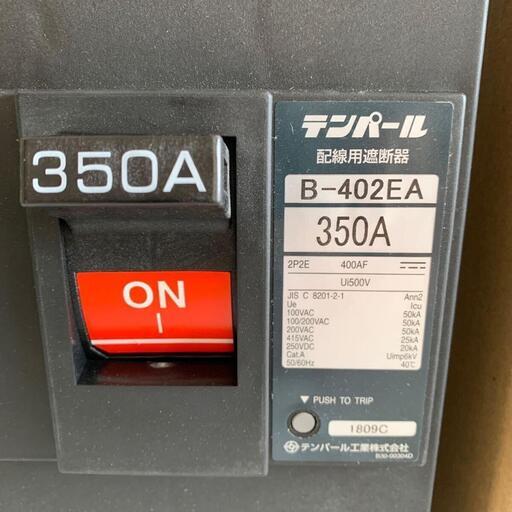 350A
ON
I
テンパール
配線用遮断器
B-402EA
350A
2P2E 400AF
Ui500V
JIS C 8201-2-1 Ann2
Ue Icu
100VAC 50kA
100/200VAC 50kA
200VAC 50kA
415VAC 25kA
250VDC 20kA
Cat.A Uimp6kV
50/60Hz 40℃
▼ PUSH TO TRIP
1809C
テンパール工業株式会社
B30-00304D